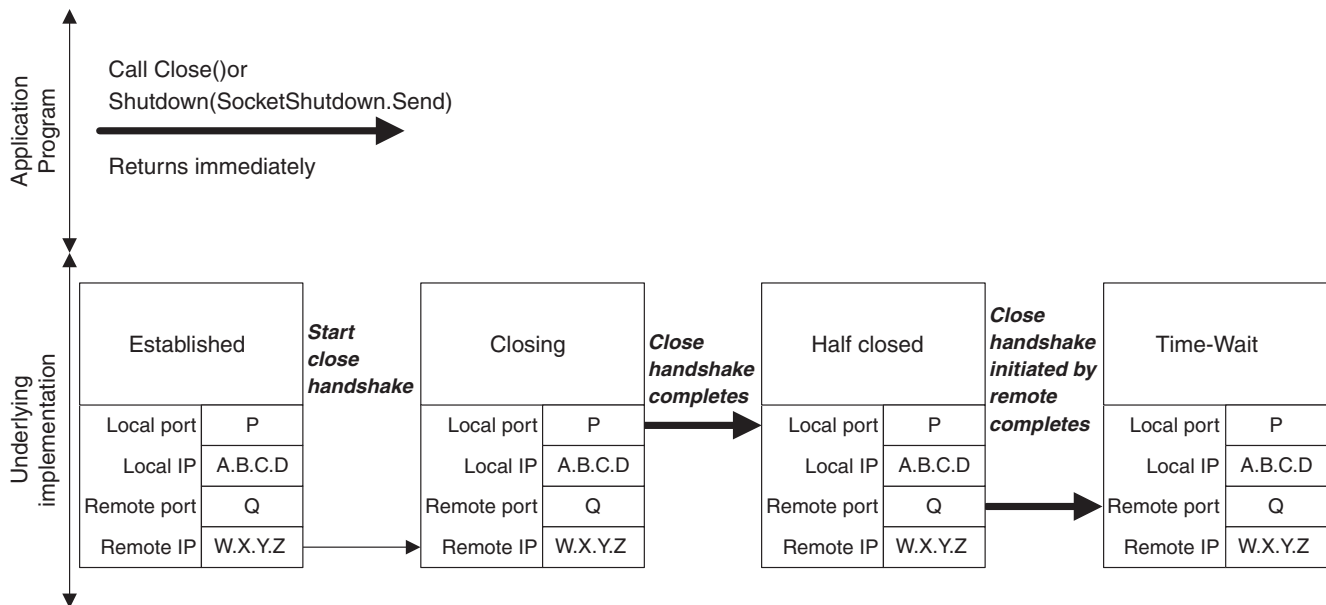 Application
Program
Call Close()or
Shutdown(SocketShutdown.Send)
Returns immediately
Underlying
implementation
Established
Local port P
Local IP A.B.C.D
Remote port Q
Remote IP W.X.Y.Z
Start
close
handshake
Closing
Local port P
Local IP A.B.C.D
Remote port Q
Remote IP W.X.Y.Z
Close
handshake
completes
Half closed
Local port P
Local IP A.B.C.D
Remote port Q
Remote IP W.X.Y.Z
Close
handshake
initiated by
remote
completes
Time-Wait
Local port P
Local IP A.B.C.D
Remote port Q
Remote IP W.X.Y.Z